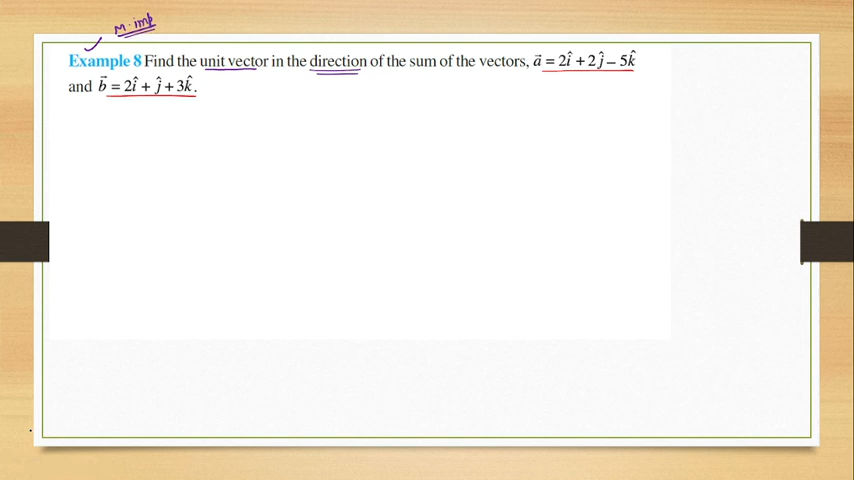 M. imp
Example 8 Find the unit vector in the direction of the sum of the vectors, a⃗ = 2î + 2ĵ – 5k̂
and b⃗ = 2î + ĵ + 3k̂.